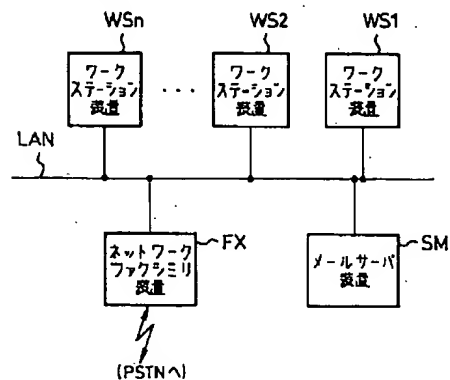 WSn
WS2
WS1
ワーク
ステーション
装置
...
ワーク
ステーション
装置
ワーク
ステーション
装置
LAN
ネットワーク
ファクシミリ
装置
FX
メールサーバ
装置
SM
(PSTNへ)